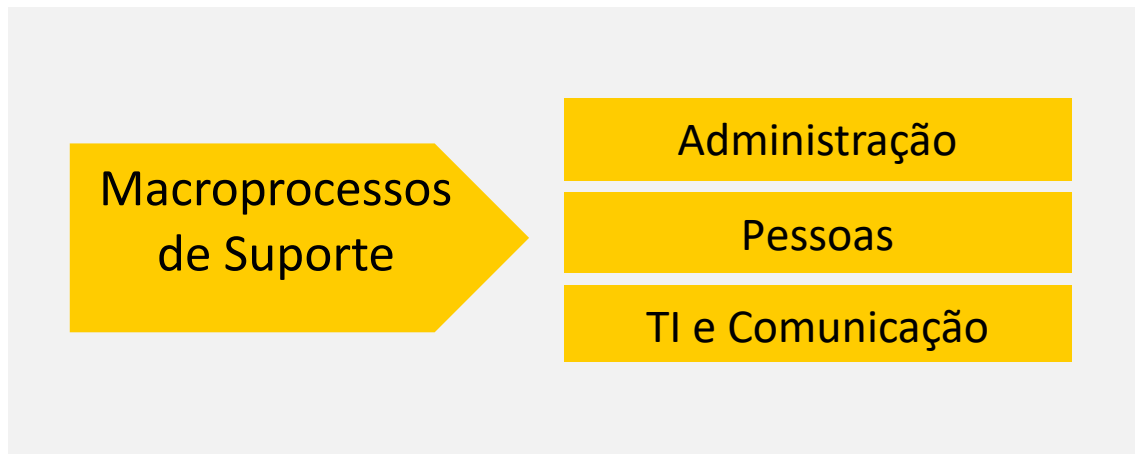 Macroprocessos
de Suporte
Administração
Pessoas
TI e Comunicação